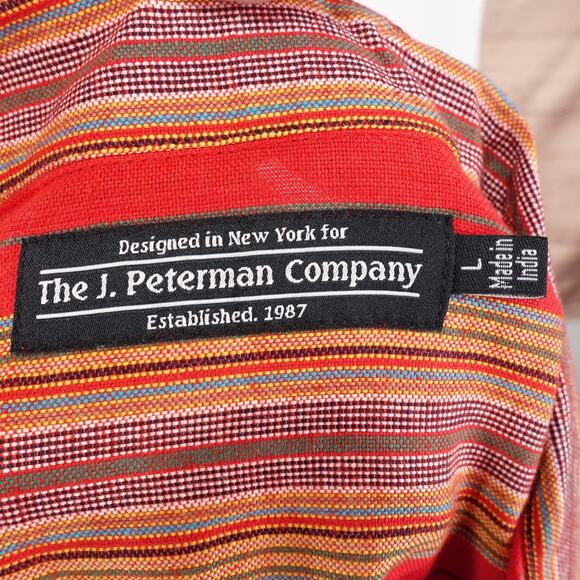 Designed in New York for
The J. Peterman Company
Established. 1987
L
Made in
India